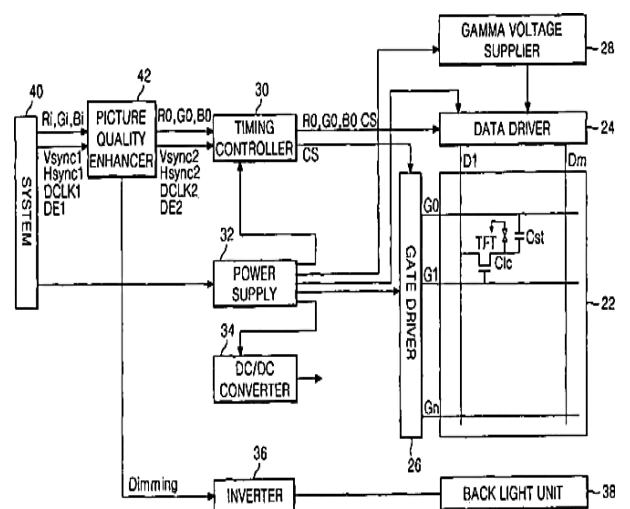 GAMMA VOLTAGE
SUPPLIER
28
40
42
30
Ri,Gi,Bi
PICTURE
QUALITY
ENHANCER
R0,G0,B0
TIMING
CONTROLLER
R0,G0,B0 CS
DATA DRIVER
24
SYSTEM
Vsync1
Hsync1
DCLK1
DE1
Vsync2
Hsync2
DCLK2
DE2
CS
D1
Dm
G0
TFT
Cst
Clc
32
POWER
SUPPLY
GATE DRIVER
G1
22
34
DC/DC
CONVERTER
Gn
26
36
Dimming
INVERTER
BACK LIGHT UNIT
38